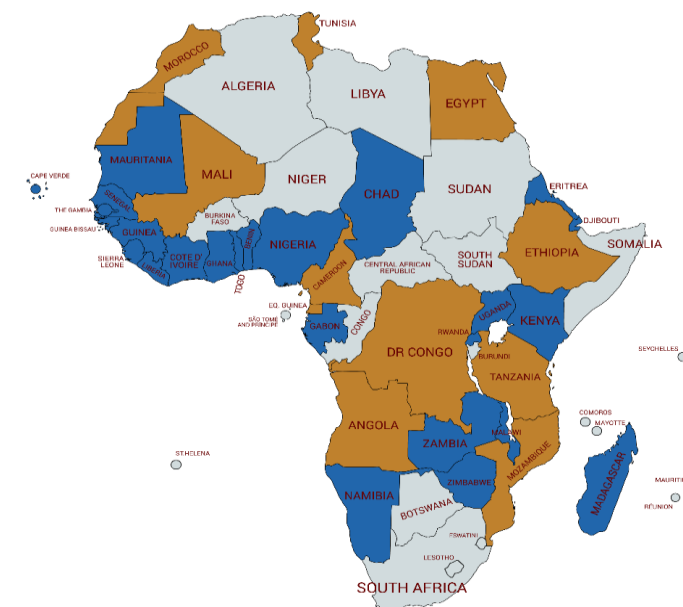 TUNISIA
MOROCCO
ALGERIA
LIBYA
EGYPT
MAURITANIA
MALI
NIGER
CHAD
SUDAN
ERITREA
CAPE VERDE
SENEGAL
THE GAMBIA
GUINEA BISSAU
GUINEA
BURKINA
FASO
DJIBOUTI
SOMALIA
SIERRA
LEONE
LIBERIA
COTE D'
IVOIRE
GHANA
TOGO
BENIN
NIGERIA
CAMEROON
CENTRAL AFRICAN
REPUBLIC
SOUTH
SUDAN
ETHIOPIA
EQ. GUINEA
SÃO TOMÉ
AND PRINCIPE
GABON
CONGO
DR CONGO
UGANDA
KENYA
RWANDA
BURUNDI
TANZANIA
SEYCHELLES
COMOROS
MAYOTTE
ANGOLA
ZAMBIA
MALAWI
MOZAMBIQUE
ST.HELENA
ZIMBABWE
NAMIBIA
BOTSWANA
MADAGASCAR
MAURITI
RÉUNION
ESWATINI
LESOTHO
SOUTH AFRICA